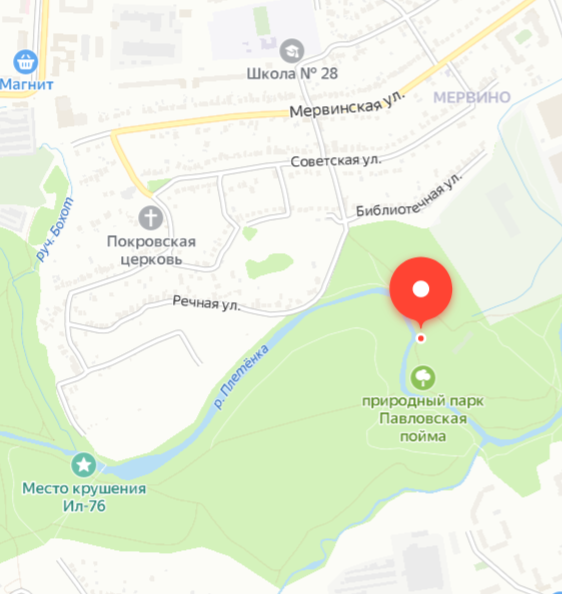 Магнит
Школа № 28
Мервинская ул.
МЕРВИНО
Советская ул.
Библиотечная ул.
руч. Бохот
Покровская
церковь
Речная ул.
р. Плетёнка
природный парк
Павловская
пойма
Место крушения
Ил-76